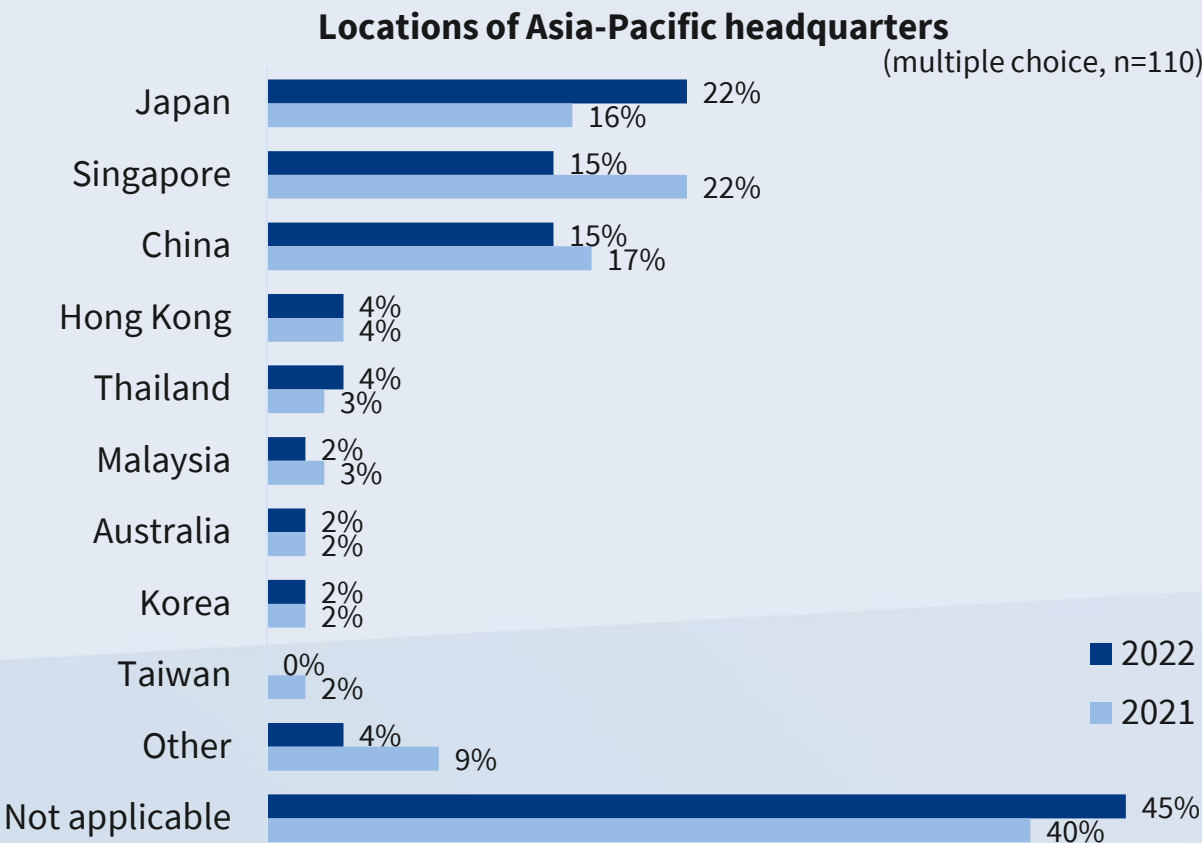 Locations of Asia-Pacific headquarters
(multiple choice, n=110)
Japan
22%
16%
Singapore
15%
22%
China
15%
17%
Hong Kong
4%
4%
Thailand
4%
3%
Malaysia
2%
3%
Australia
2%
2%
Korea
2%
2%
Taiwan
0%
2%
Other
4%
9%
Not applicable
45%
40%
2022
2021